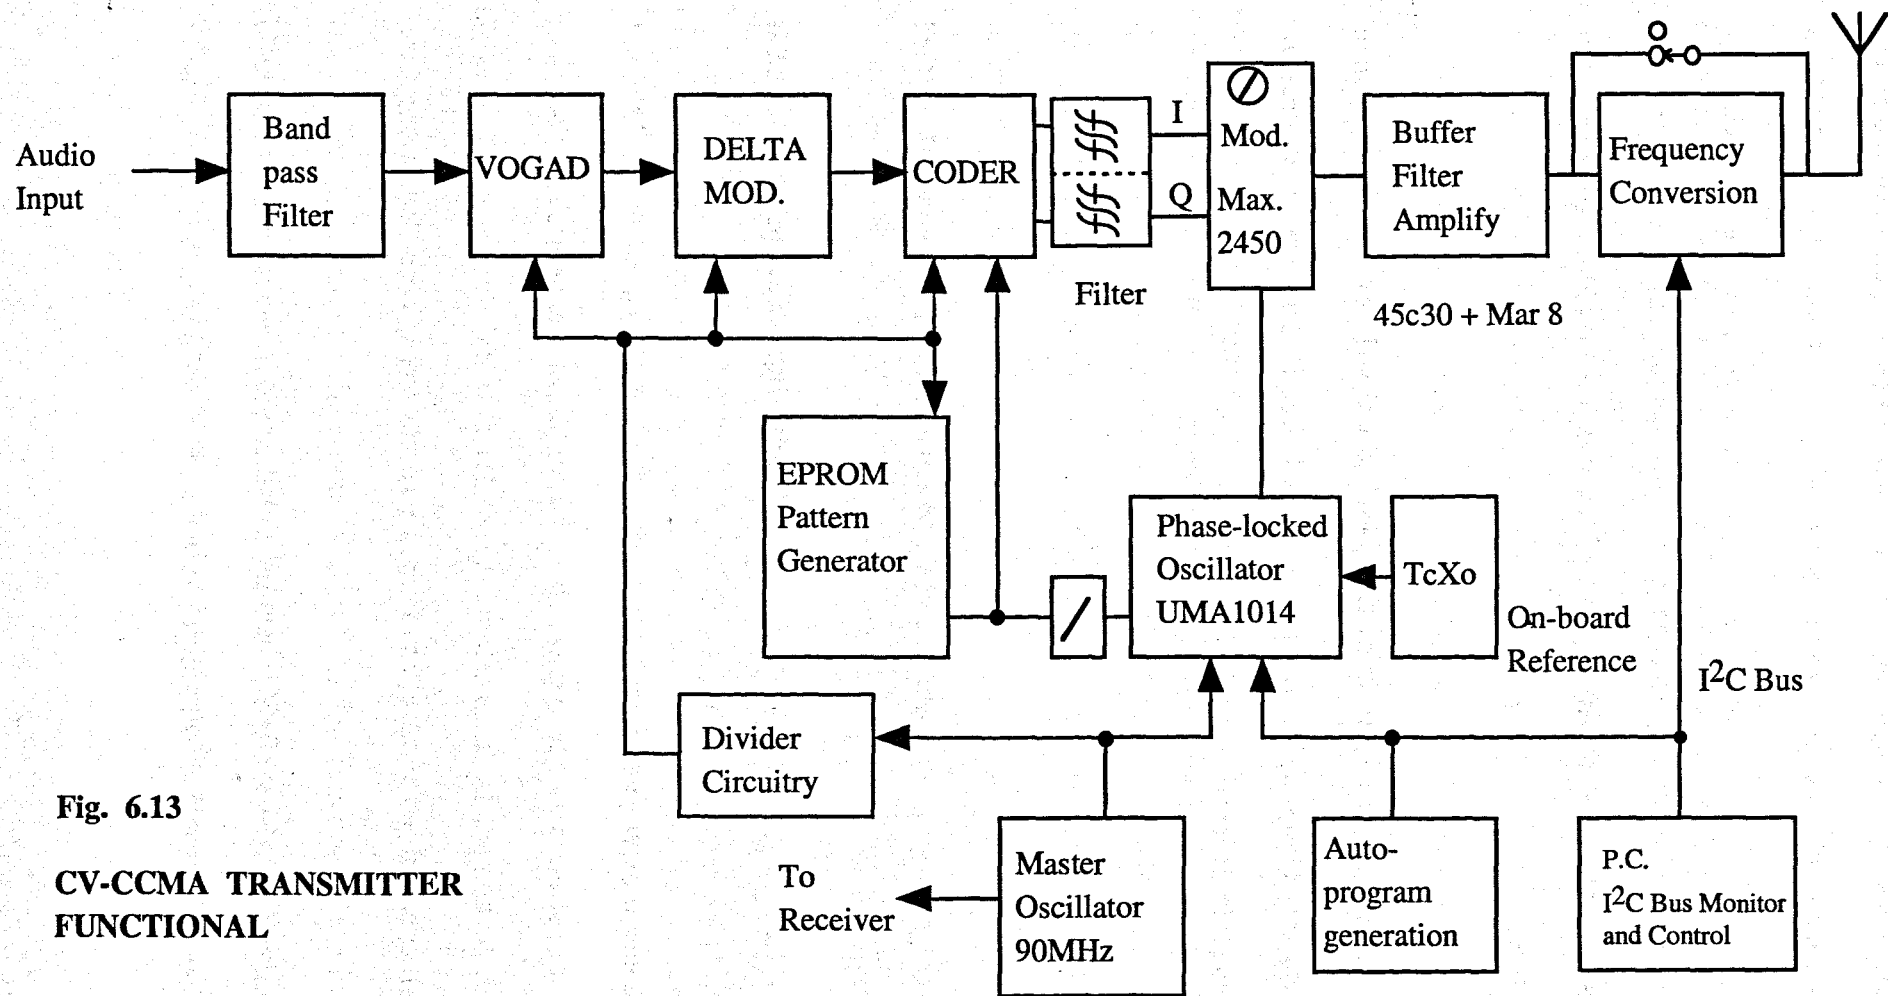 Audio
Input
Band
pass
Filter
VOGAD
DELTA
MOD.
CODER
I
Q
Filter
Mod.
Max.
2450
Buffer
Filter
Amplify
45c30 + Mar 8
Frequency
Conversion
EPROM
Pattern
Generator
Phase-locked
Oscillator
UMA1014
TcXo
On-board
Reference
I²C Bus
Divider
Circuitry
To
Receiver
Master
Oscillator
90MHz
Auto-
program
generation
P.C.
I²C Bus Monitor
and Control
Fig. 6.13
CV-CCMA TRANSMITTER
FUNCTIONAL